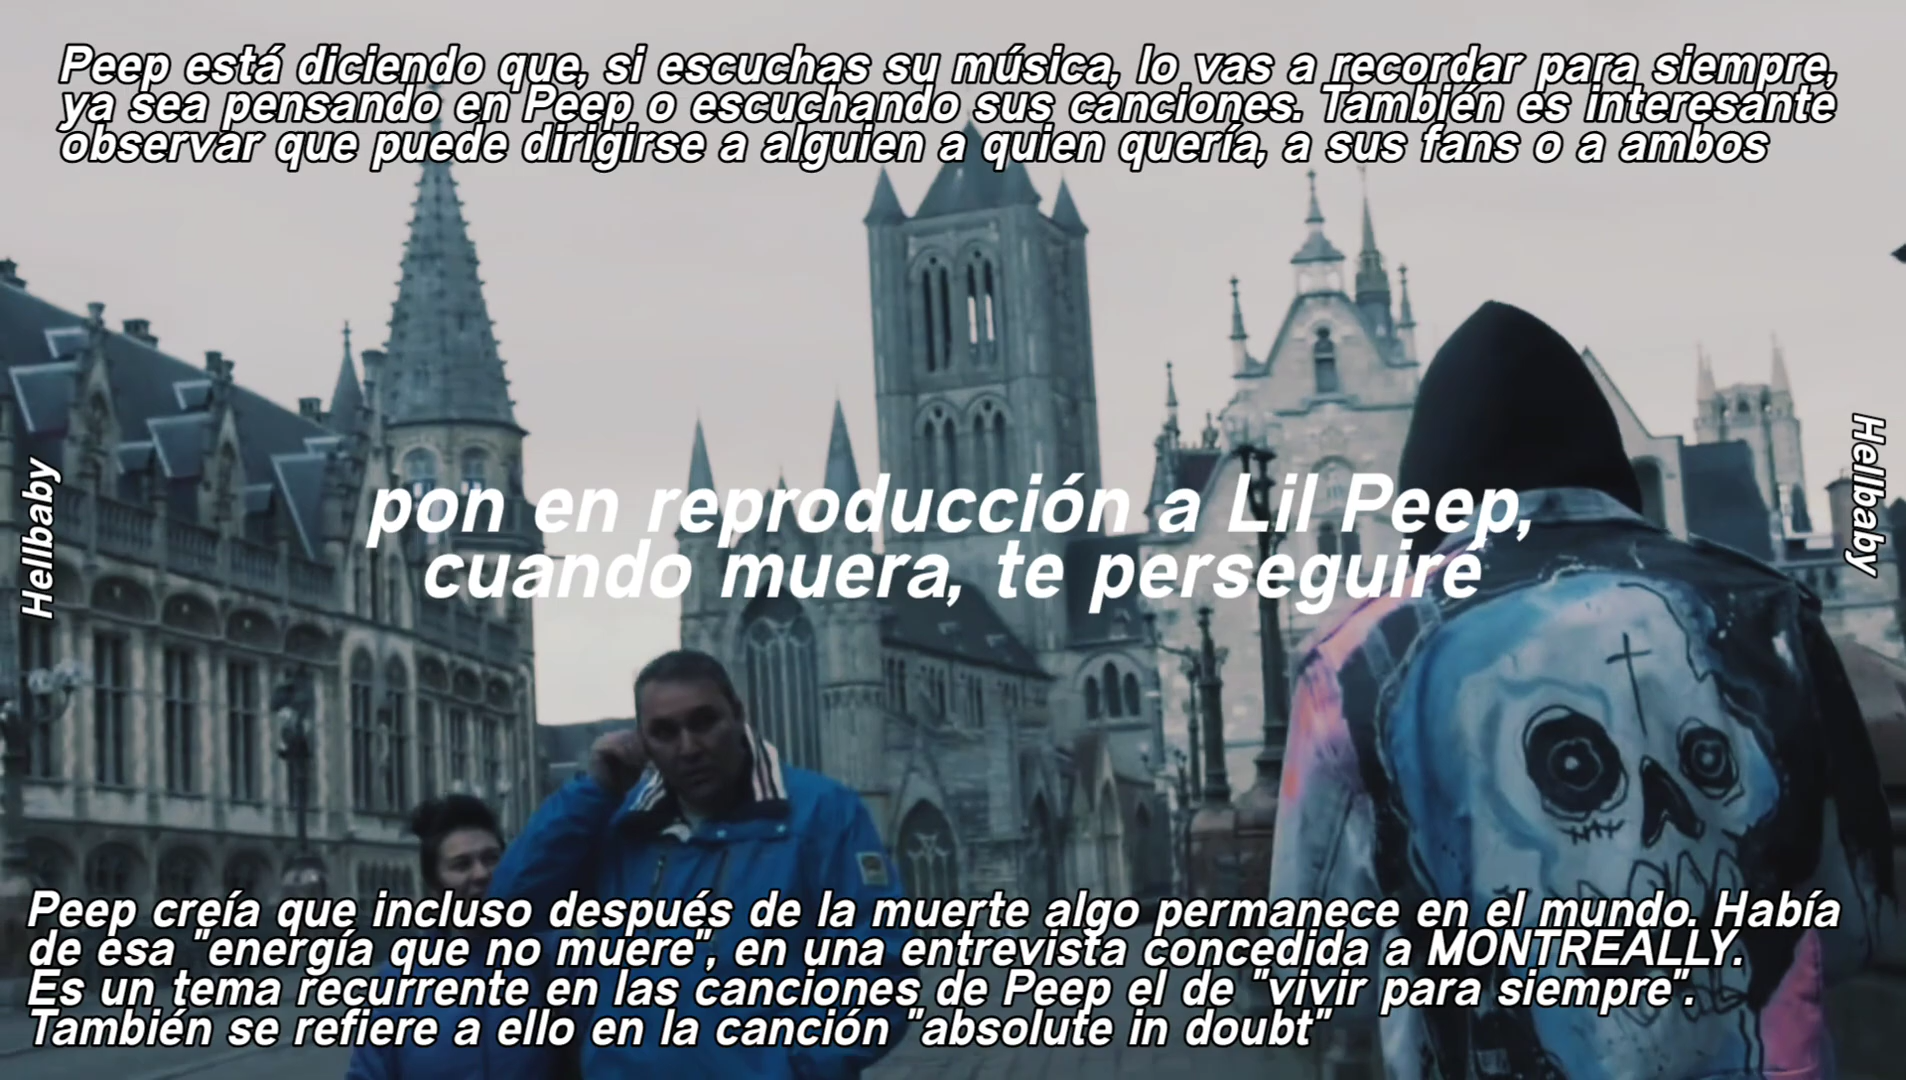 Peep está diciendo que, si escuchas su música, lo vas a recordar para siempre,
ya sea pensando en Peep o escuchando sus canciones. También es interesante
observar que puede dirigirse a alguien a quien quería, a sus fans o a ambos
Hellbaby
Hellbaby
pon en reproducción a Lil Peep,
cuando muera, te perseguiré
Peep creía que incluso después de la muerte algo permanece en el mundo. Había
de esa "energía que no muere", en una entrevista concedida a MONTREALLY.
Es un tema recurrente en las canciones de Peep el de "vivir para siempre".
También se refiere a ello en la canción "absolute in doubt"